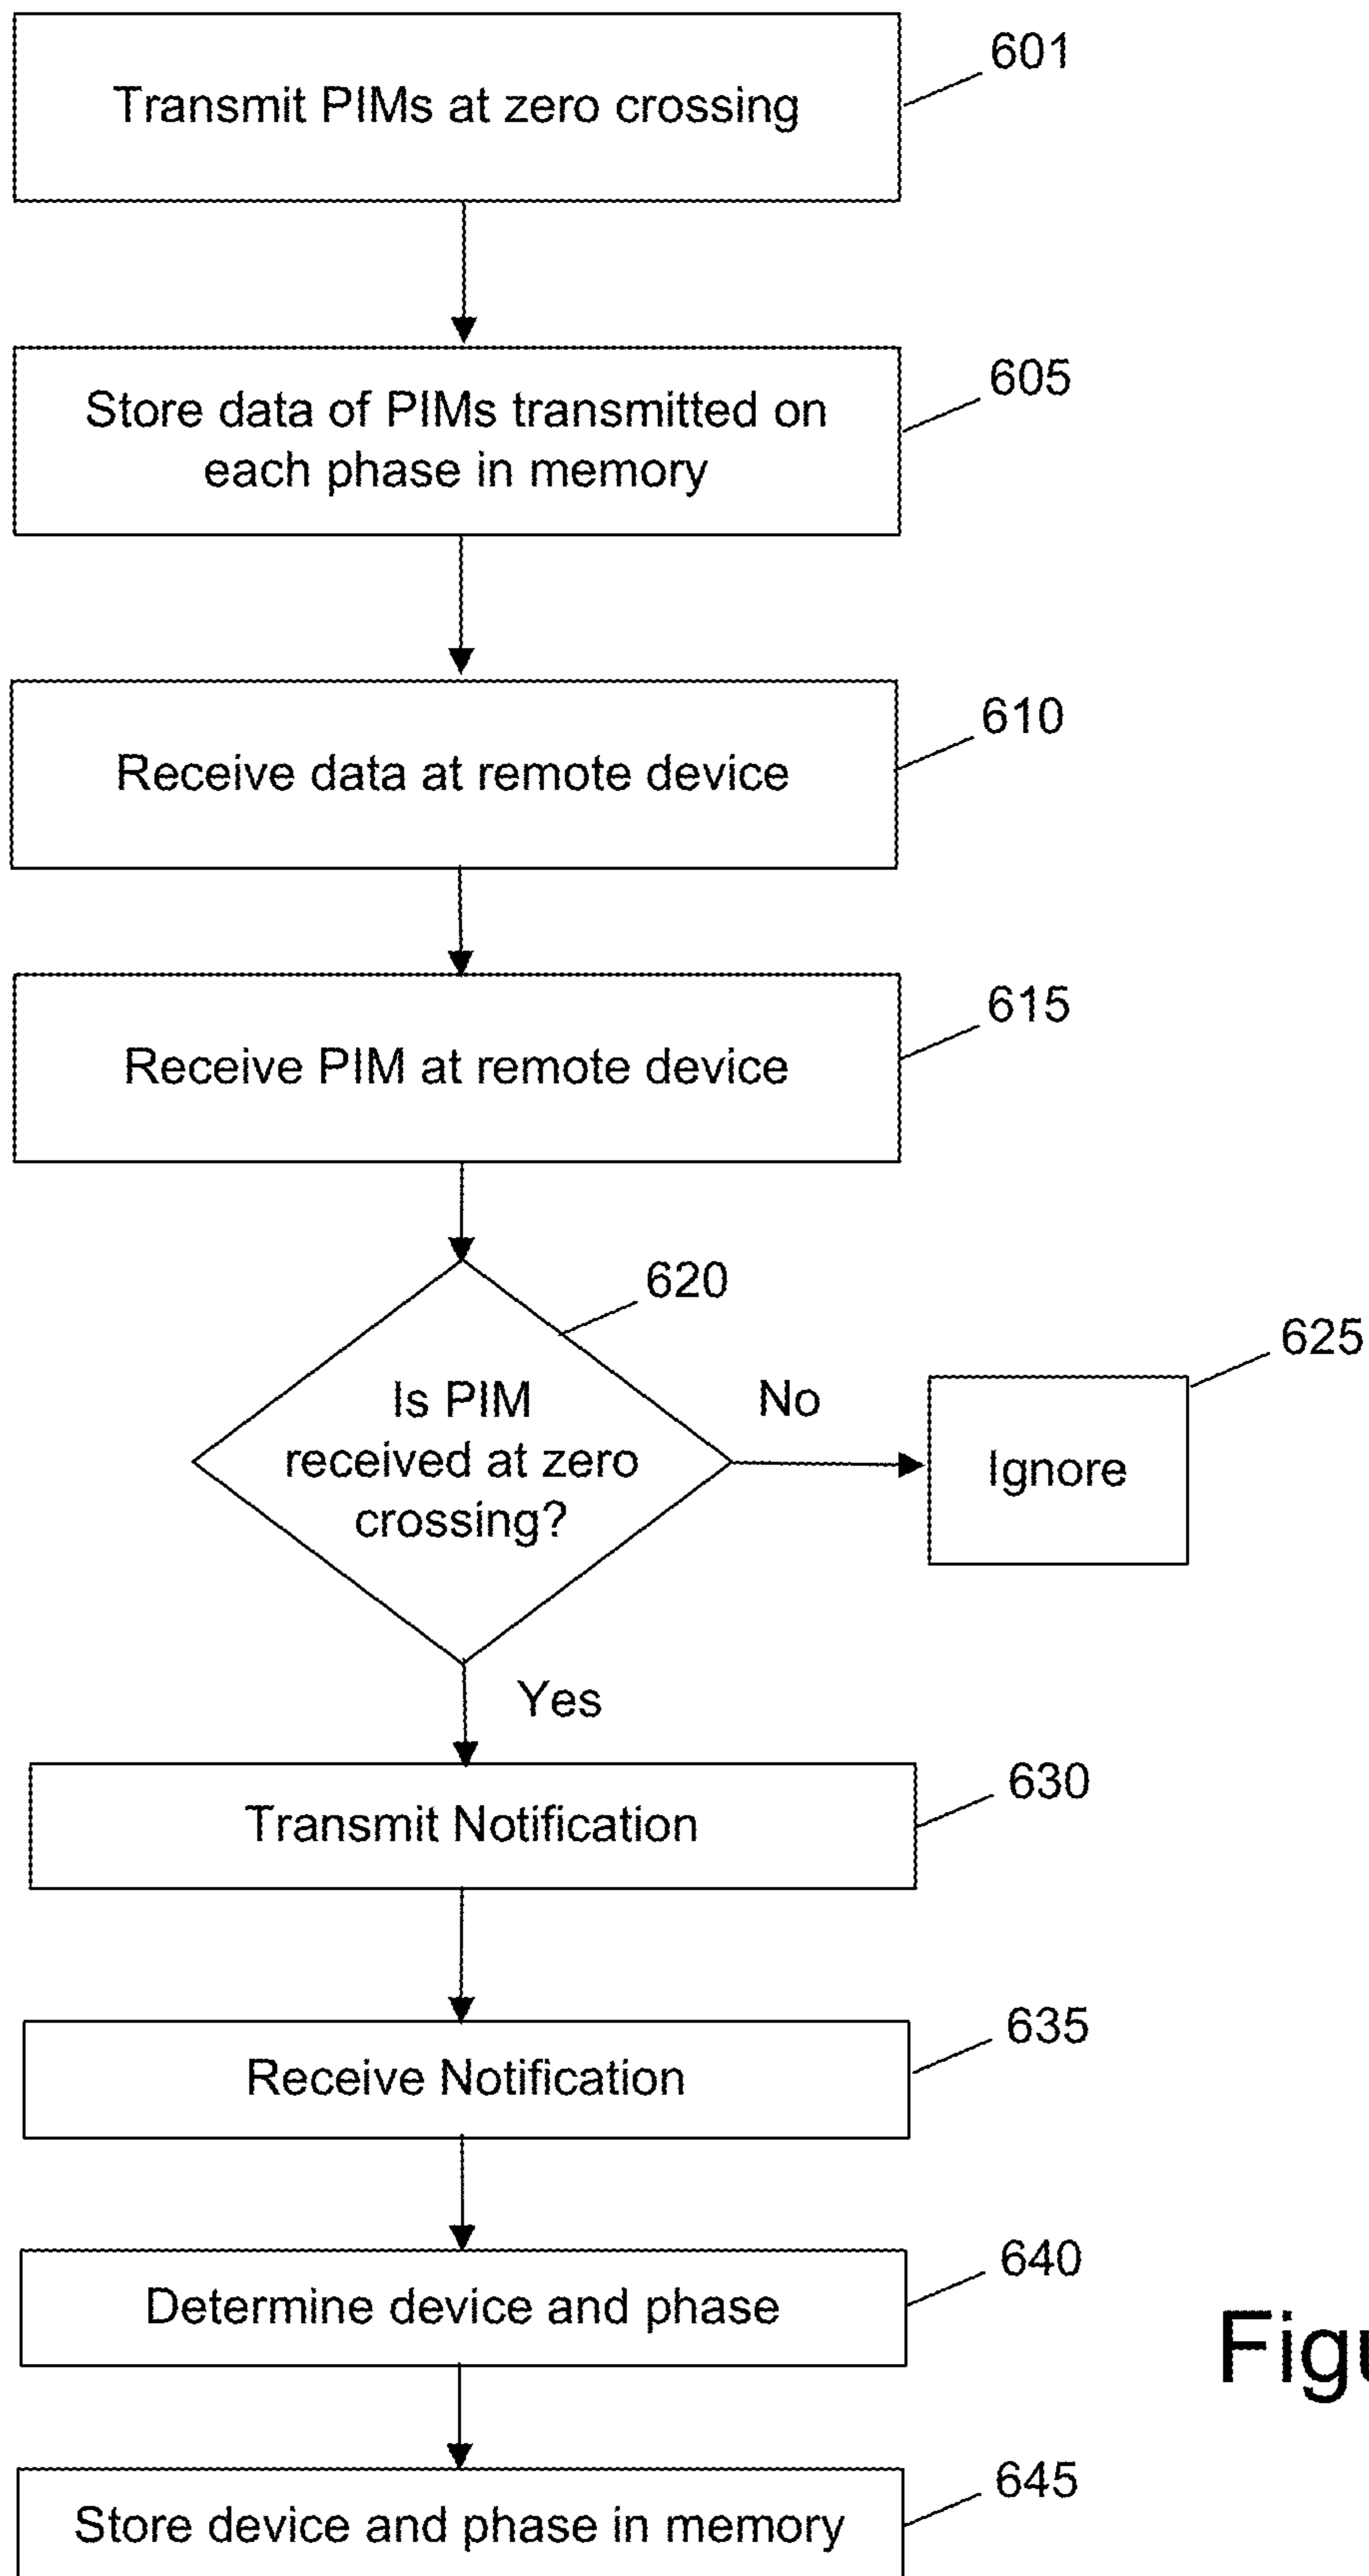 601
Transmit PIMs at zero crossing
605
Store data of PIMs transmitted on
each phase in memory
610
Receive data at remote device
615
Receive PIM at remote device
620
Is PIM
received at zero
crossing?
No
625
Ignore
Yes
630
Transmit Notification
635
Receive Notification
640
Determine device and phase
645
Store device and phase in memory